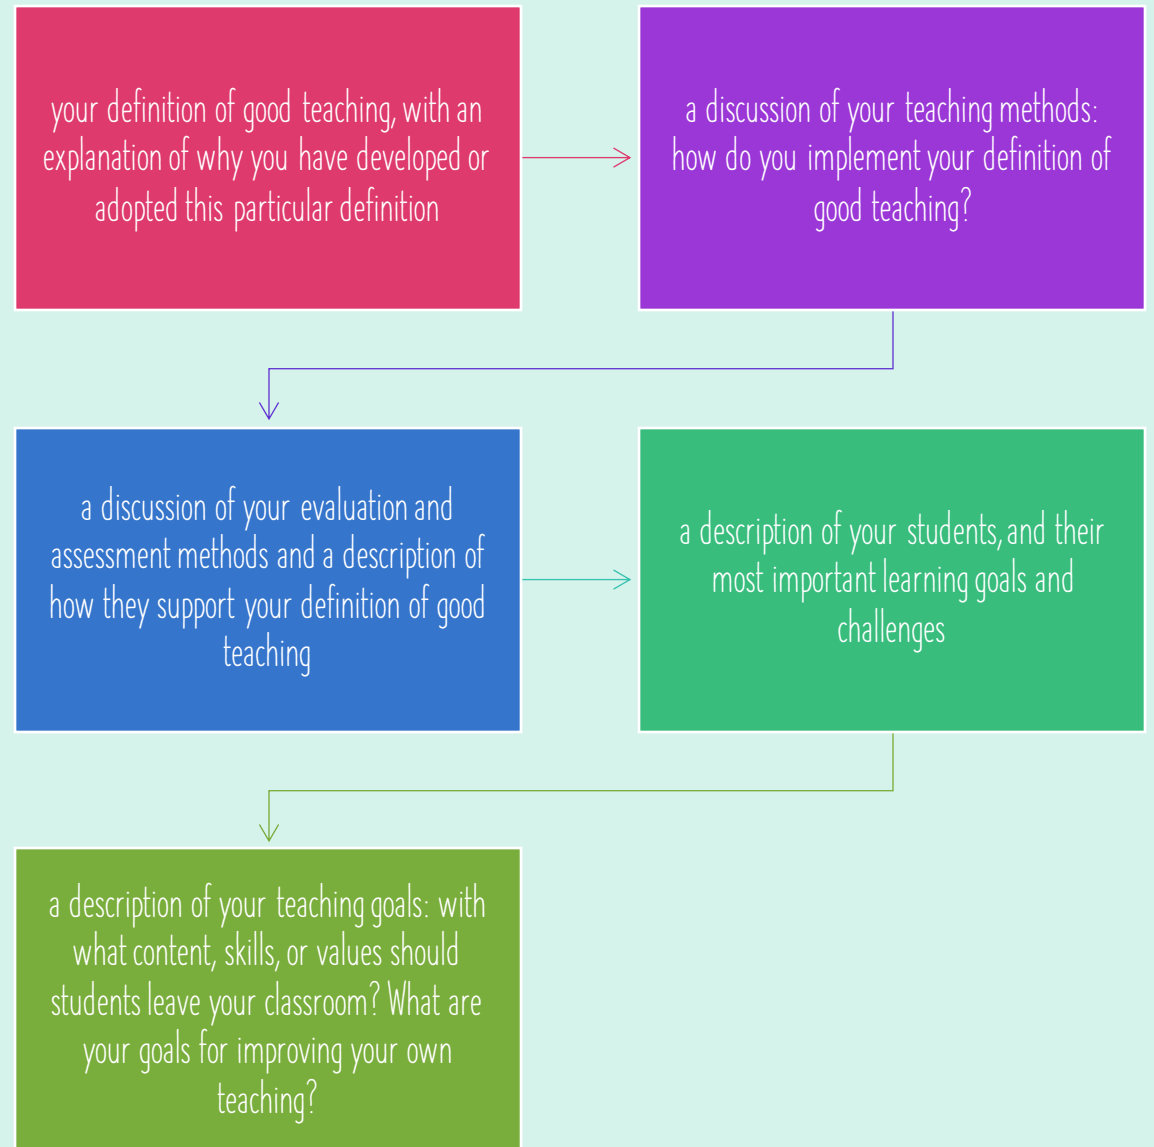 your definition of good teaching, with an
explanation of why you have developed or
adopted this particular definition
a discussion of your teaching methods:
how do you implement your definition of
good teaching?
a discussion of your evaluation and
assessment methods and a description of
how they support your definition of good
teaching
a description of your students, and their
most important learning goals and
challenges
a description of your teaching goals: with
what content, skills, or values should
students leave your classroom? What are
your goals for improving your own
teaching?